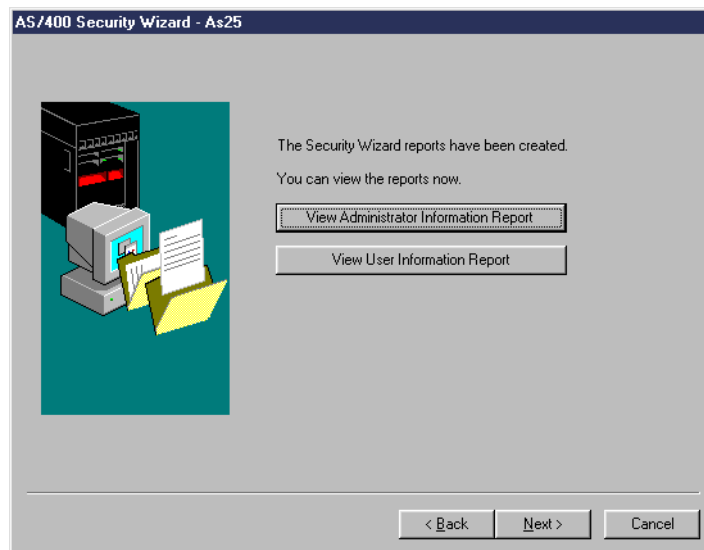 AS/400 Security Wizard - As25
The Security Wizard reports have been created.
You can view the reports now.
View Administrator Information Report
View User Information Report
< Back
Next >
Cancel